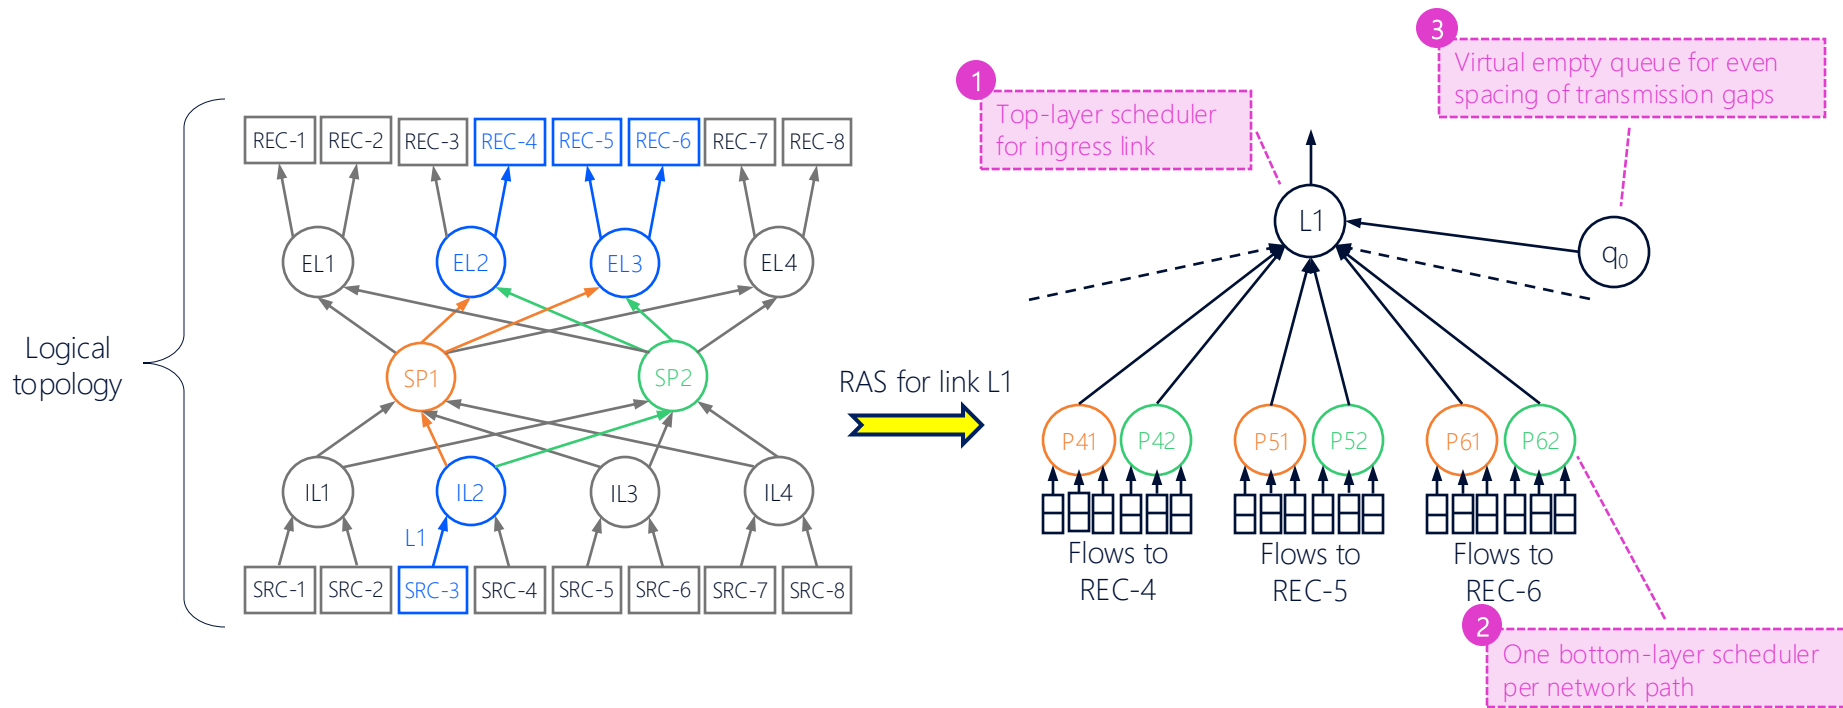 1
Top-layer scheduler
for ingress link
3
Virtual empty queue for even
spacing of transmission gaps
REC-1 REC-2 REC-3 REC-4 REC-5 REC-6 REC-7 REC-8
EL1 EL2 EL3 EL4
SP1 SP2
IL1 IL2 IL3 IL4
L1
SRC-1 SRC-2 SRC-3 SRC-4 SRC-5 SRC-6 SRC-7 SRC-8
Logical
topology
RAS for link L1
L1
q0
P41 P42 P51 P52 P61 P62
Flows to
REC-4
Flows to
REC-5
Flows to
REC-6
2
One bottom-layer scheduler
per network path